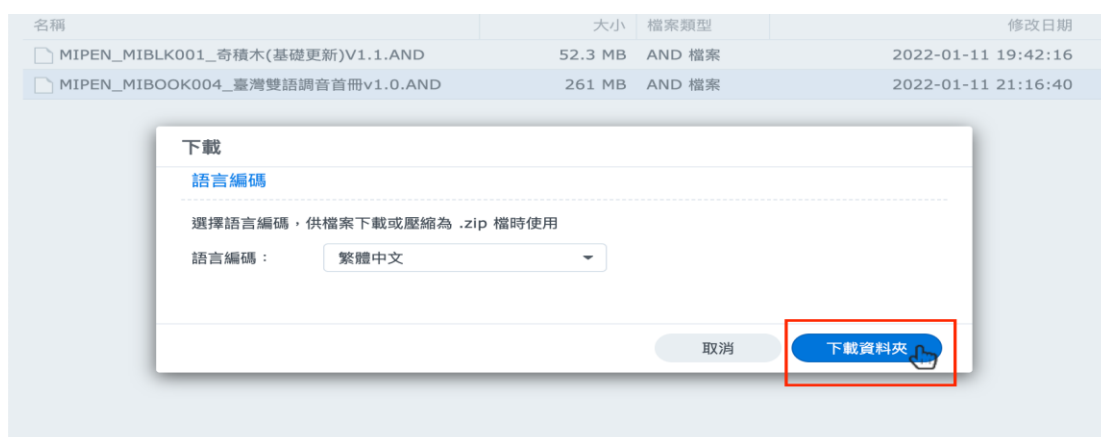 名稱 大小 檔案類型 修改日期
MIPEN_MIBLK001_奇積木(基礎更新)V1.1.AND 52.3 MB AND 檔案 2022-01-11 19:42:16
MIPEN_MIBOOK004_臺灣雙語調音首冊v1.0.AND 261 MB AND 檔案 2022-01-11 21:16:40
下載
語言編碼
選擇語言編碼，供檔案下載或壓縮為 .zip 檔時使用
語言編碼： 繁體中文
取消 下載資料夾